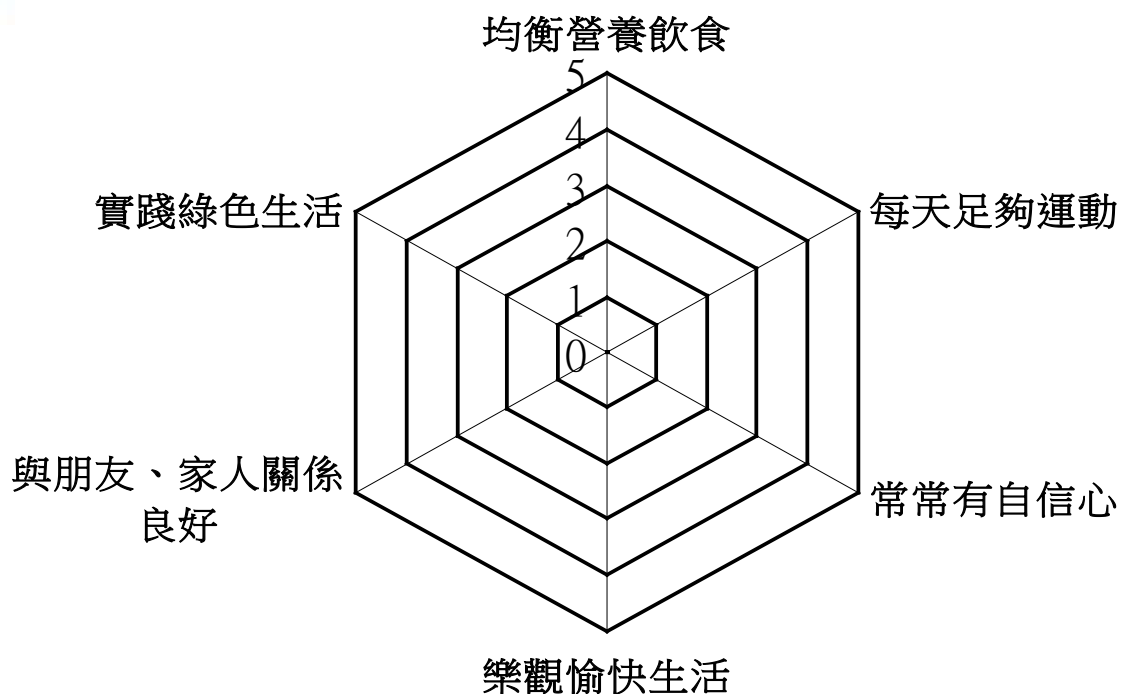 均衡營養飲食
5
4
實踐綠色生活
每天足夠運動
3
2
1
0
與朋友、家人關係
良好
常常有自信心
樂觀愉快生活